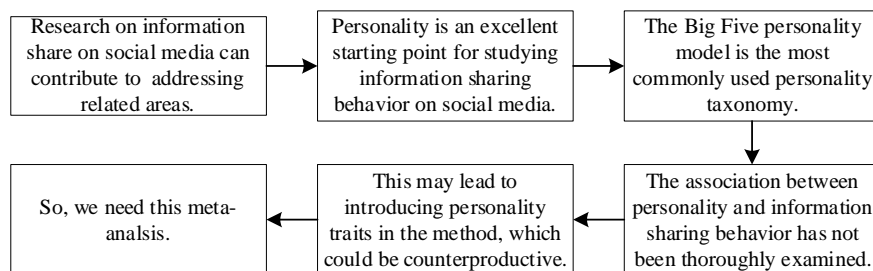 Research on information
share on social media can
contribute to  addressing
related areas.
Personality is an excellent
starting point for studying
information sharing
behavior on social media.
The Big Five personality
model is the most
commonly used personality
taxonomy.
The association between
personality and information
sharing behavior has not
been thoroughly examined.
This may lead to
introducing personality
traits in the method, which
could be counterproductive.
So, we need this meta-
analsis.